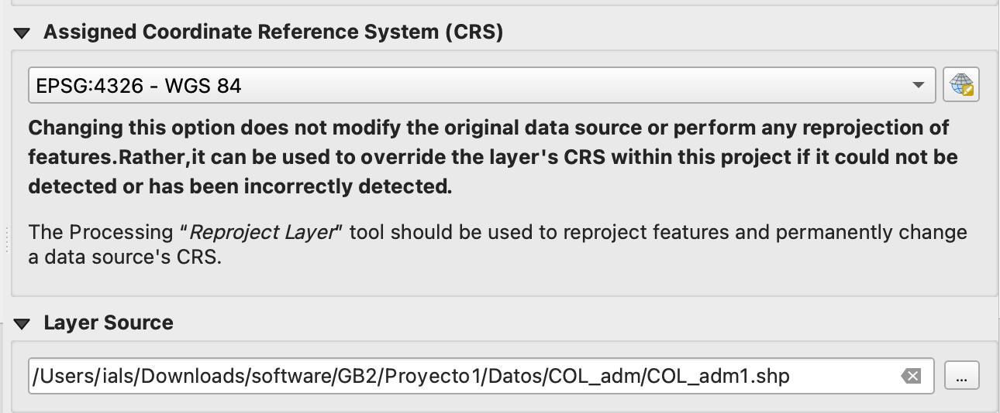 Assigned Coordinate Reference System (CRS)
EPSG:4326 - WGS 84
Changing this option does not modify the original data source or perform any reprojection of
features.Rather,it can be used to override the layer's CRS within this project if it could not be
detected or has been incorrectly detected.
The Processing “Reproject Layer” tool should be used to reproject features and permanently change
a data source's CRS.
Layer Source
/Users/ials/Downloads/software/GB2/Proyecto1/Datos/COL_adm/COL_adm1.shp
...